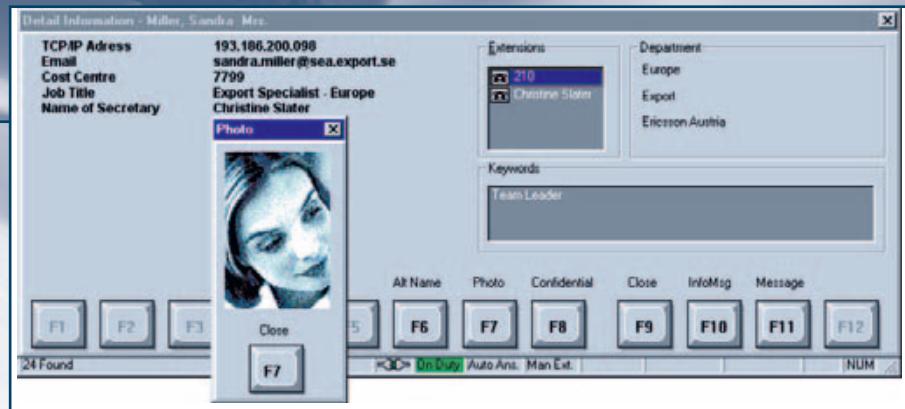 Detail Information - Miller, Sandra Mrs.
TCP/IP Adress 193.186.200.098
Email sandra.miller@sea.export.se
Cost Centre 7799
Job Title Export Specialist - Europe
Name of Secretary Christine Slater
Extensions
210
Christine Slater
Department
Europe
Export
Ericsson Austria
Keywords
Team Leader
Photo
Close
F7
Alt Name Photo Confidential Close InfoMsg Message
F1 F2 F3 F5 F6 F7 F8 F9 F10 F11 F12
24 Found On Duty Auto Ans. Man Ext. NUM